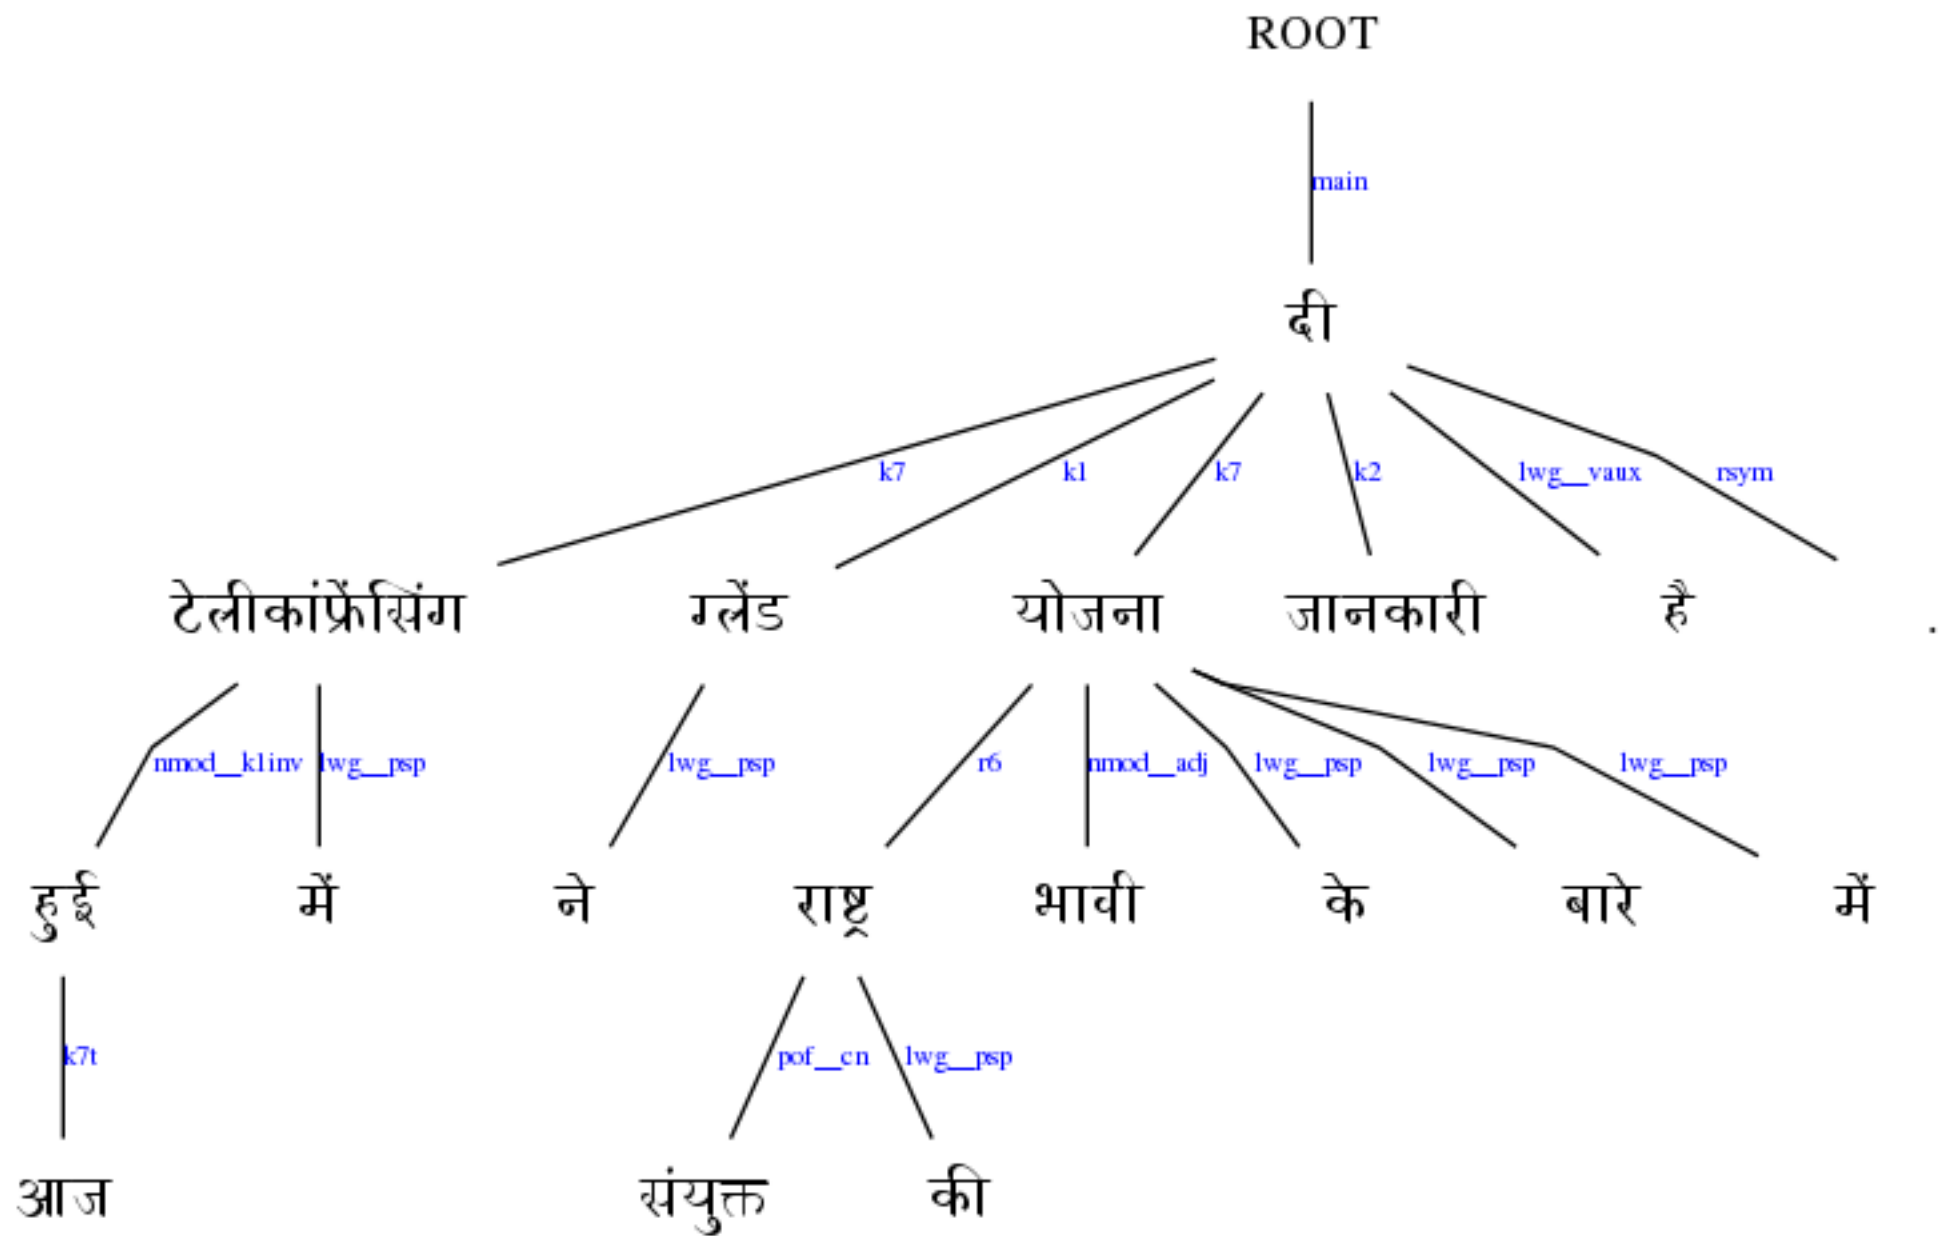 ROOT
main
दी
k7 k1 k7 k2 lwg__vaux rsym
टेलीकांफ्रेंसिंग ग्लेंड योजना जानकारी है .
nmod__k1inv lwg__psp lwg__psp r6 nmod__adj lwg__psp lwg__psp lwg__psp
हुई में ने राष्ट्र भावी के बारे में
k7t pof__cn lwg__psp
आज संयुक्त की